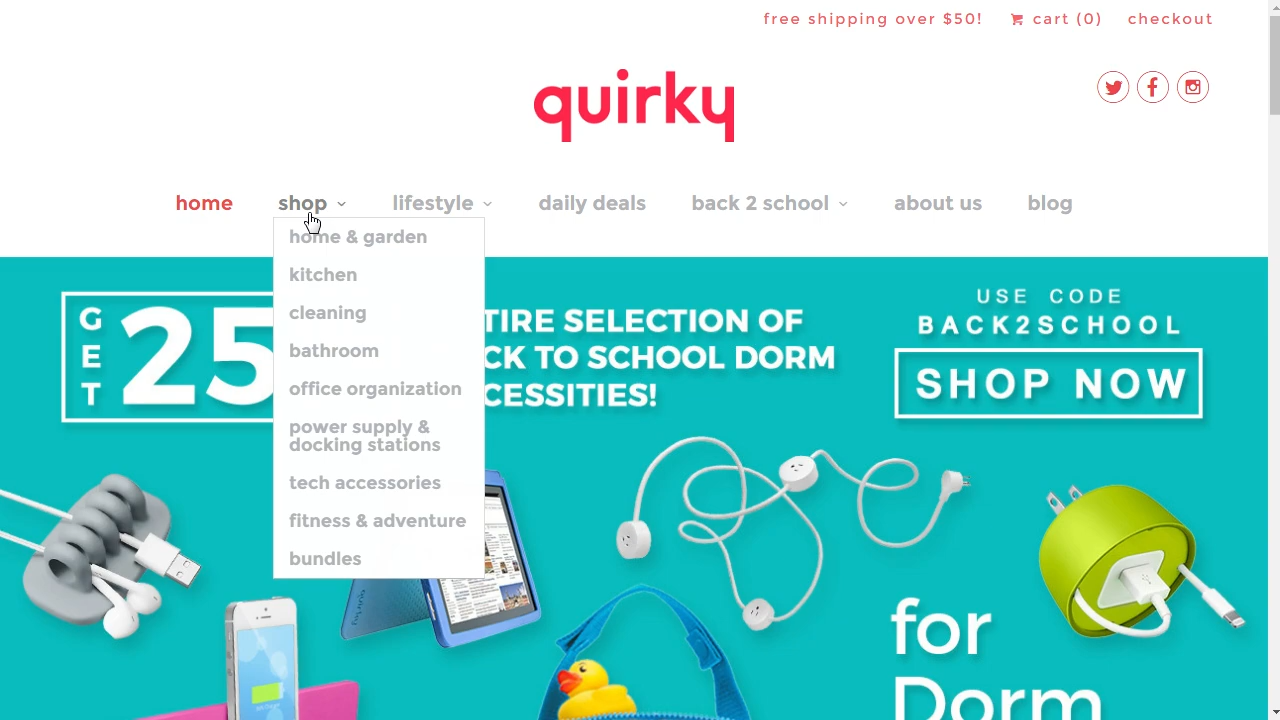 free shipping over $50!
cart (0)
checkout
quirky
home
shop
lifestyle
daily deals
back 2 school
about us
blog
home & garden
kitchen
cleaning
bathroom
office organization
power supply &
docking stations
tech accessories
fitness & adventure
bundles
GET
25
TIRE SELECTION OF
CK TO SCHOOL DORM
CESSITIES!
USE CODE
BACK2SCHOOL
SHOP NOW
for
Dorm